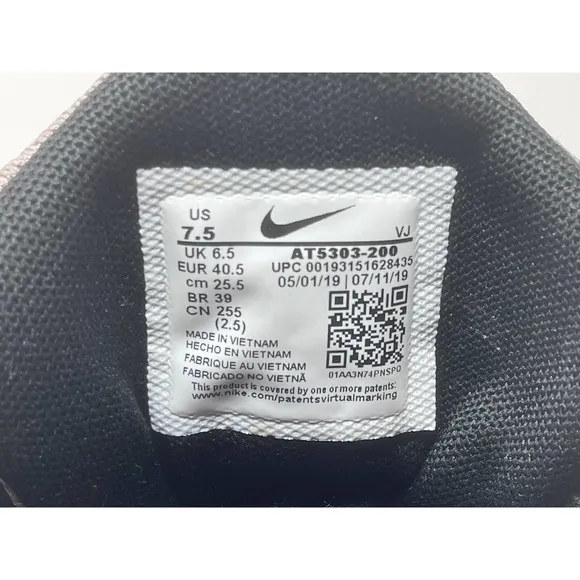 US
7.5 VJ
UK 6.5 AT5303-200
EUR 40.5 UPC 00193151628435
cm 25.5 05/01/19 | 07/11/19
BR 39
CN 255
(2.5)
MADE IN VIETNAM
HECHO EN VIETNAM
FABRIQUE AU VIETNAM
FABRICADO NO VIETNÃ
01AA3N74PNSPQ
This product is covered by one or more patents:
www.nike.com/patentsvirtualmarking